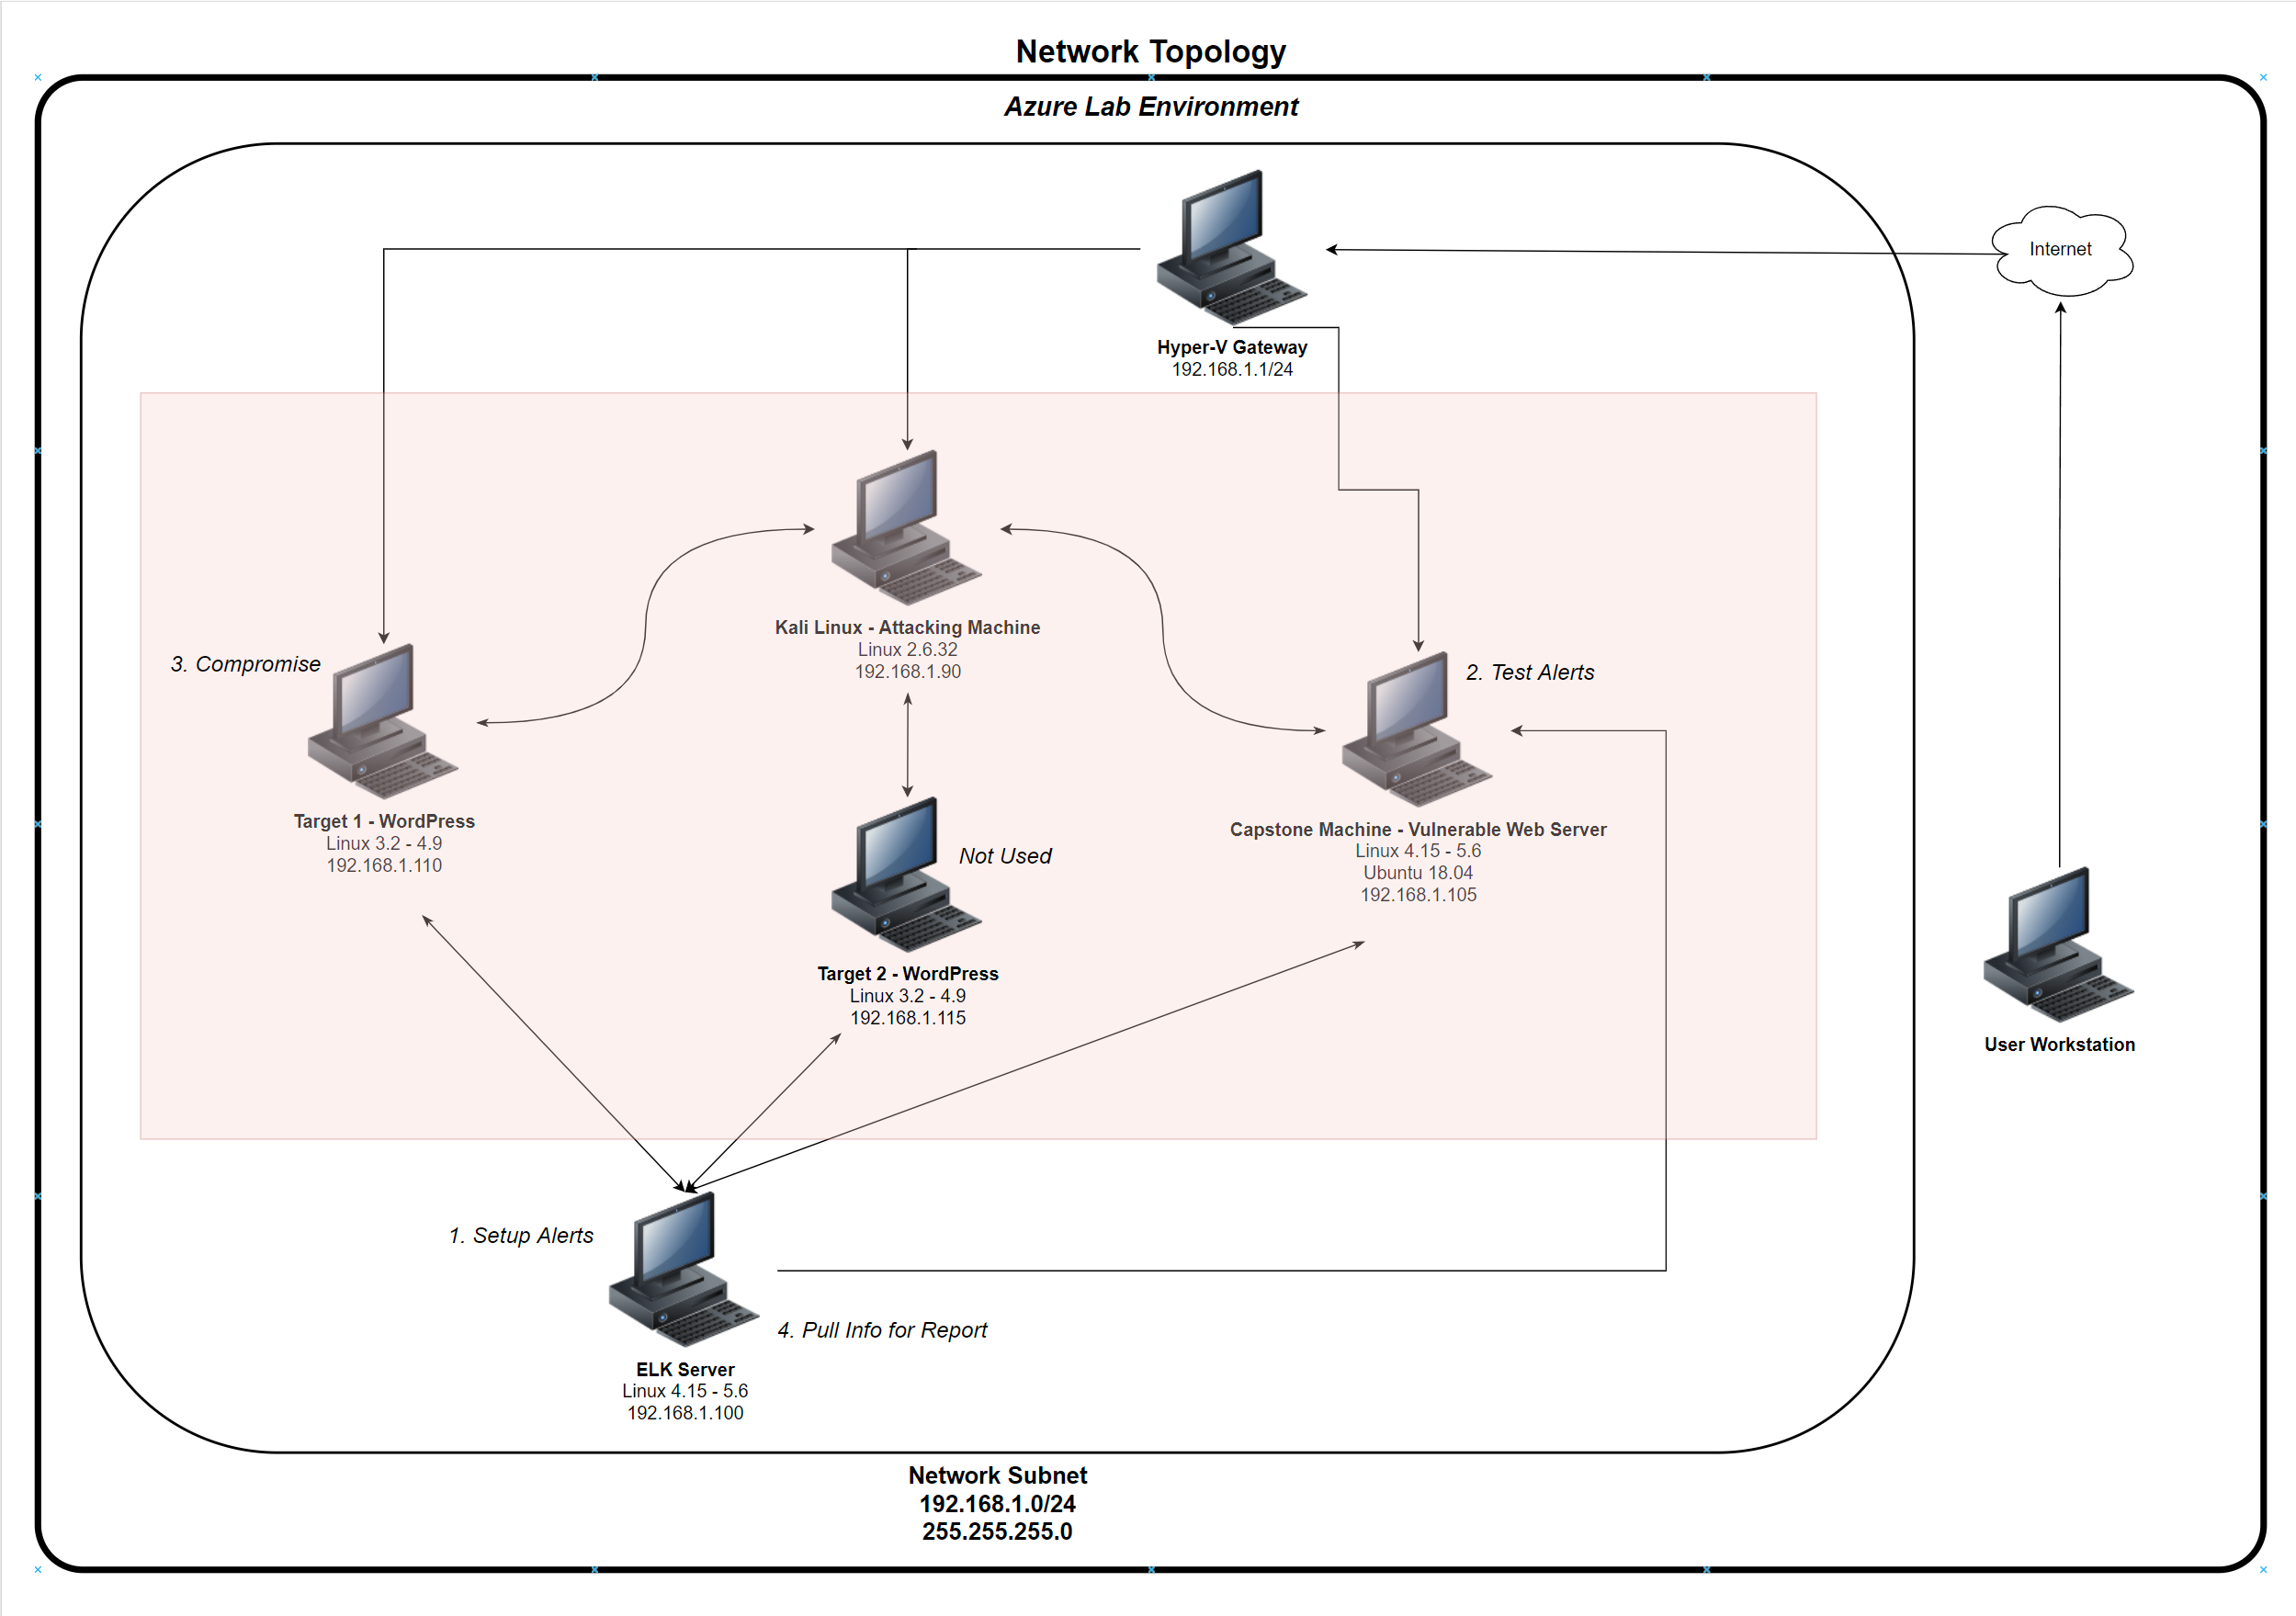 Network Topology
Azure Lab Environment
Internet
Hyper-V Gateway
192.168.1.1/24
Kali Linux - Attacking Machine
Linux 2.6.32
192.168.1.90
3. Compromise
2. Test Alerts
Target 1 - WordPress
Linux 3.2 - 4.9
192.168.1.110
Not Used
Capstone Machine - Vulnerable Web Server
Linux 4.15 - 5.6
Ubuntu 18.04
192.168.1.105
Target 2 - WordPress
Linux 3.2 - 4.9
192.168.1.115
User Workstation
1. Setup Alerts
4. Pull Info for Report
ELK Server
Linux 4.15 - 5.6
192.168.1.100
Network Subnet
192.168.1.0/24
255.255.255.0